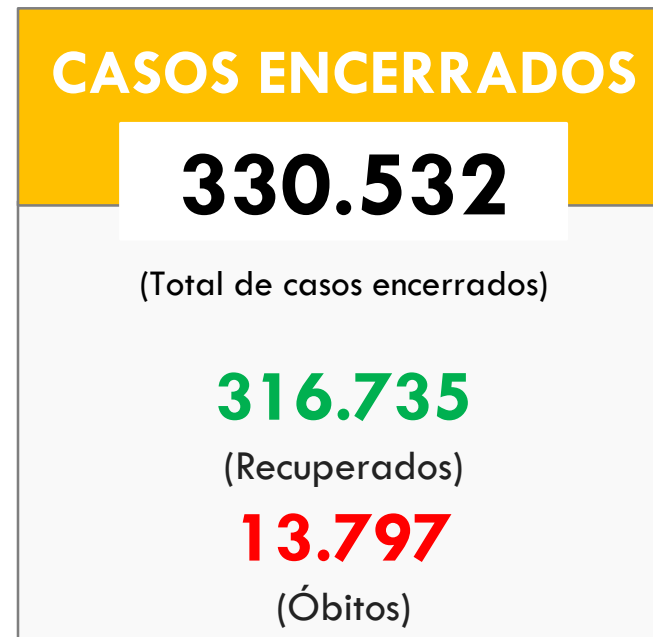 CASOS ENCERRADOS
330.532
(Total de casos encerrados)
316.735
(Recuperados)
13.797
(Óbitos)